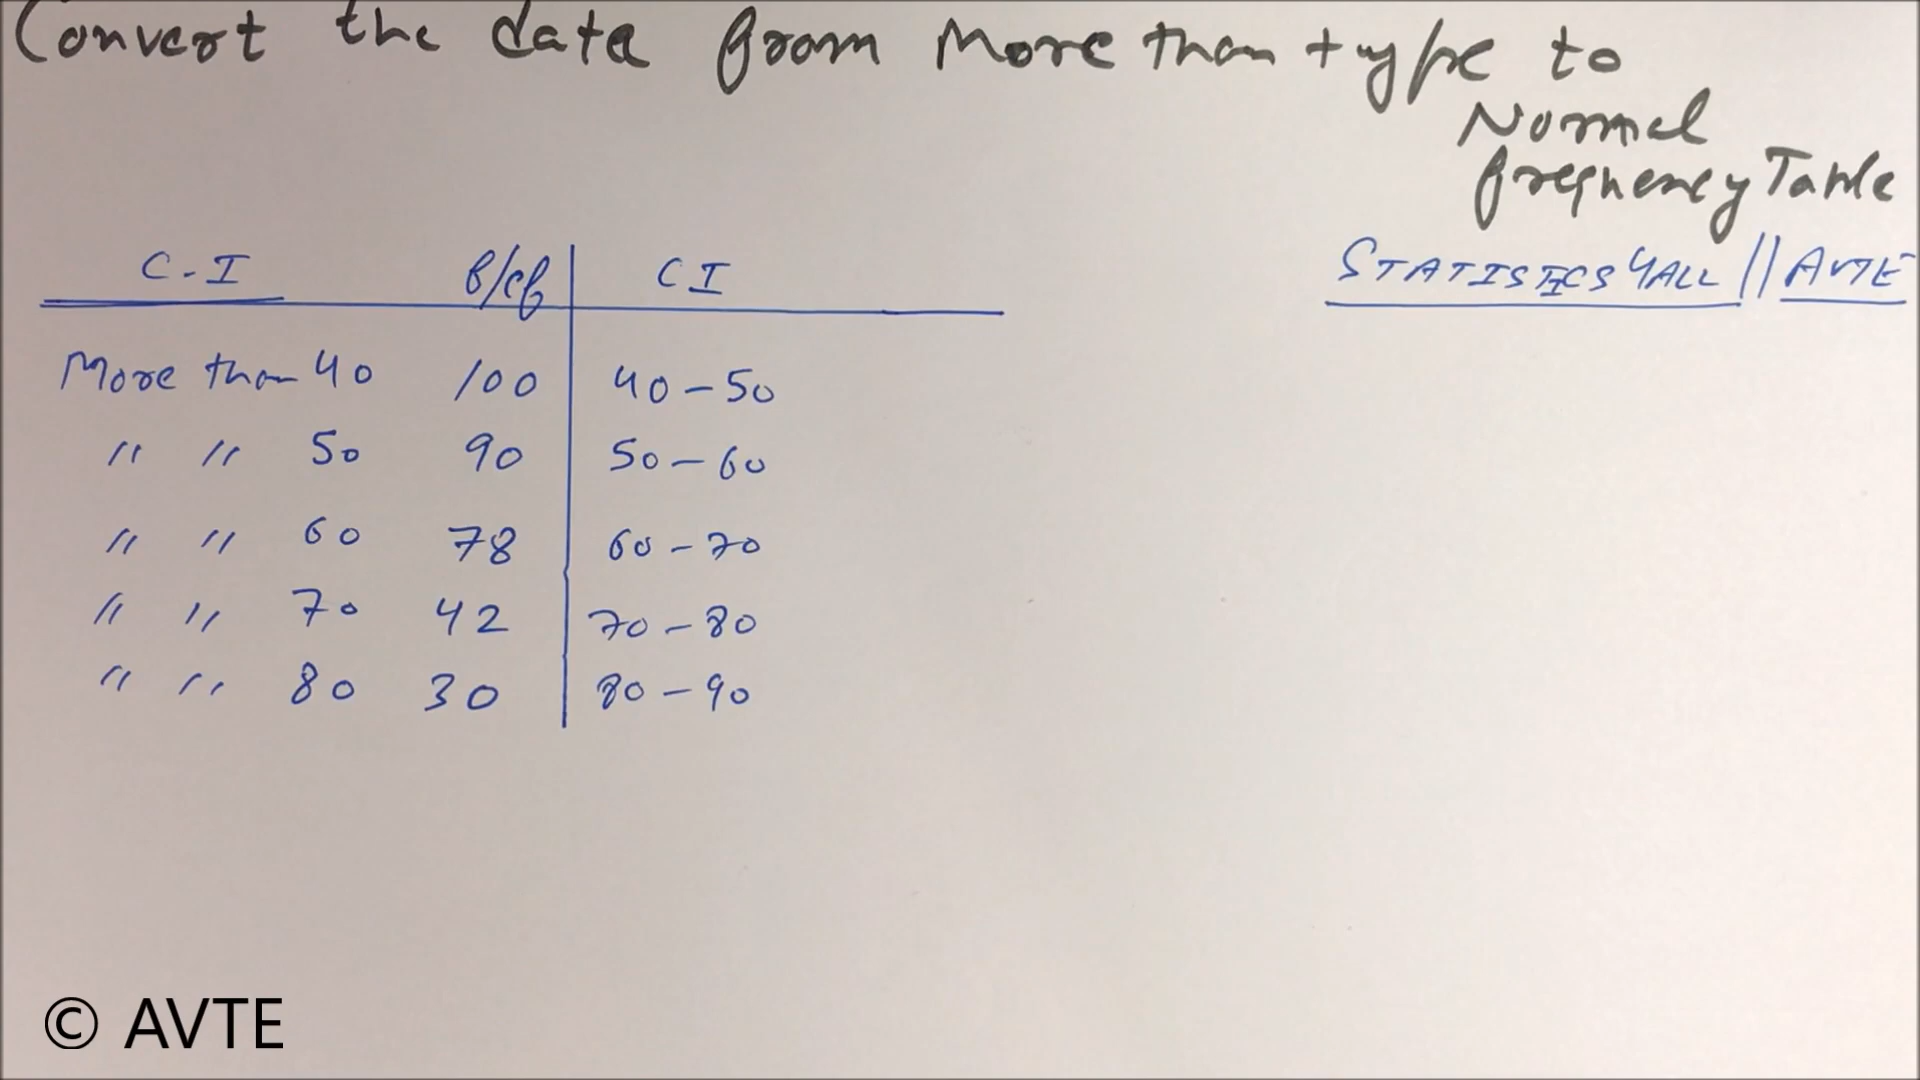 Convert the data from More than type to
Normal
frequency Table
STATISTICS 4ALL // AVTE
C-I f/cf CI
More than 40 100 40-50
" " 50 90 50-60
" " 60 78 60-70
" " 70 42 70-80
" " 80 30 80-90
© AVTE